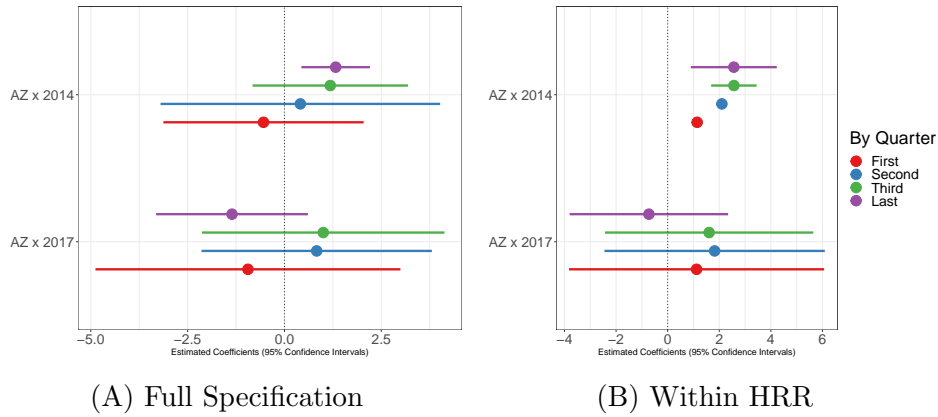 AZ x 2014
AZ x 2017
−5.0 −2.5 0.0 2.5
Estimated Coefficients (95% Confidence Intervals)
(A) Full Specification
AZ x 2014
AZ x 2017
−4 −2 0 2 4 6
Estimated Coefficients (95% Confidence Intervals)
(B) Within HRR
By Quarter
First
Second
Third
Last